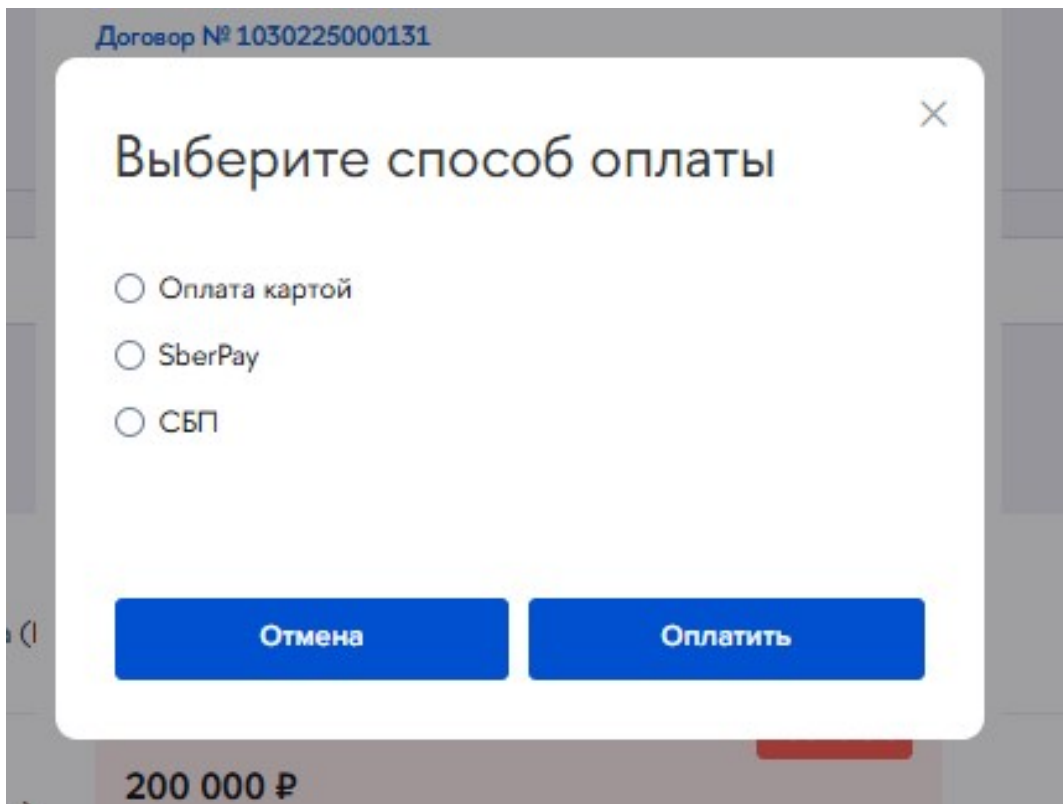 Договор № 1030225000131
Выберите способ оплаты
Оплата картой
SberPay
СБП
Отмена
Оплатить
200 000 ₽